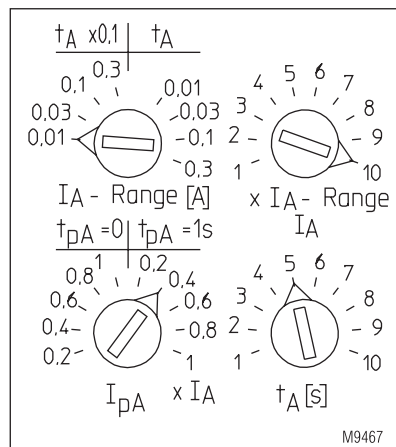 tA x0,1 tA
0,01 0,03 0,1 0,3 0,01 0,03 0,1 0,3
IA - Range [A]
1 2 3 4 5 6 7 8 9 10
x IA - Range
IA
tpA =0 tpA =1s
0,2 0,4 0,6 0,8 1 0,2 0,4 0,6 0,8 1
IpA x IA
1 2 3 4 5 6 7 8 9 10
tA [s]
M9467